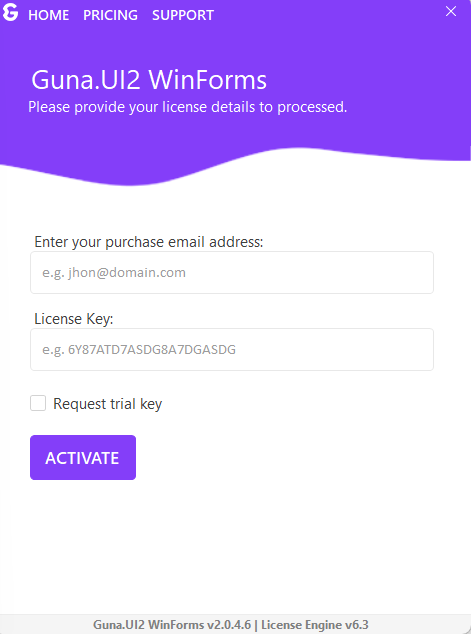 HOME PRICING SUPPORT
Guna.UI2 WinForms
Please provide your license details to processed.
Enter your purchase email address:
e.g. jhon@domain.com
License Key:
e.g. 6Y87ATD7ASDG8A7DGASDG
Request trial key
ACTIVATE
Guna.UI2 WinForms v2.0.4.6 | License Engine v6.3